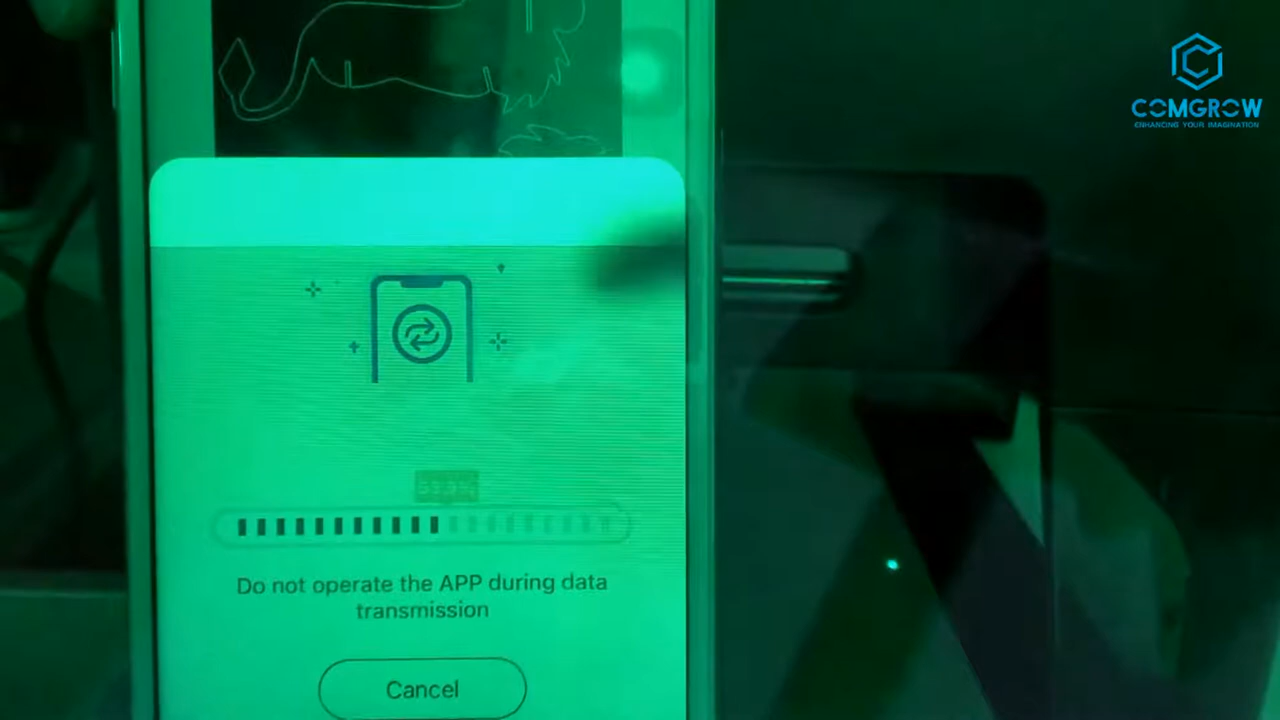 COMGROW
ENHANCING YOUR IMAGINATION
Do not operate the APP during data
transmission
Cancel